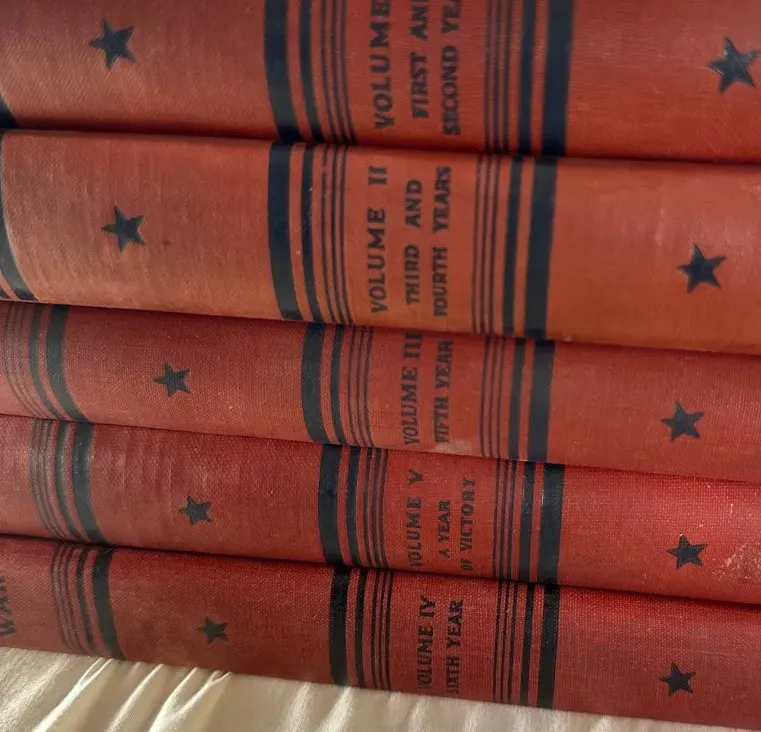 VOLUME
FIRST AND
SECOND YEA
VOLUME II
THIRD AND
FOURTH YEARS
VOLUME III
FIFTH YEAR
VOLUME V
A YEAR
OF VICTORY
VOLUME IV
SIXTH YEAR
WAR